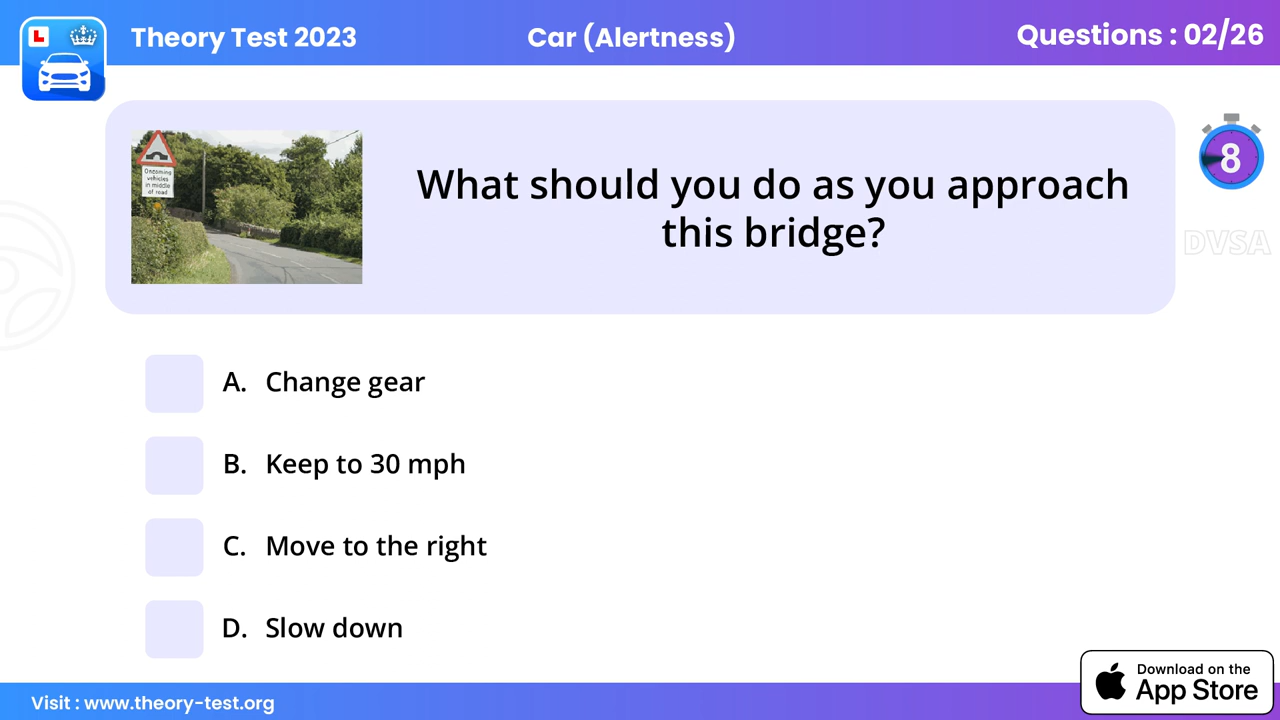 Theory Test 2023
Car (Alertness)
Questions : 02/26
L
8
DVSA
Oncoming
vehicles
in middle
of road
What should you do as you approach
this bridge?
A. Change gear
B. Keep to 30 mph
C. Move to the right
D. Slow down
Visit : www.theory-test.org
Download on the
App Store